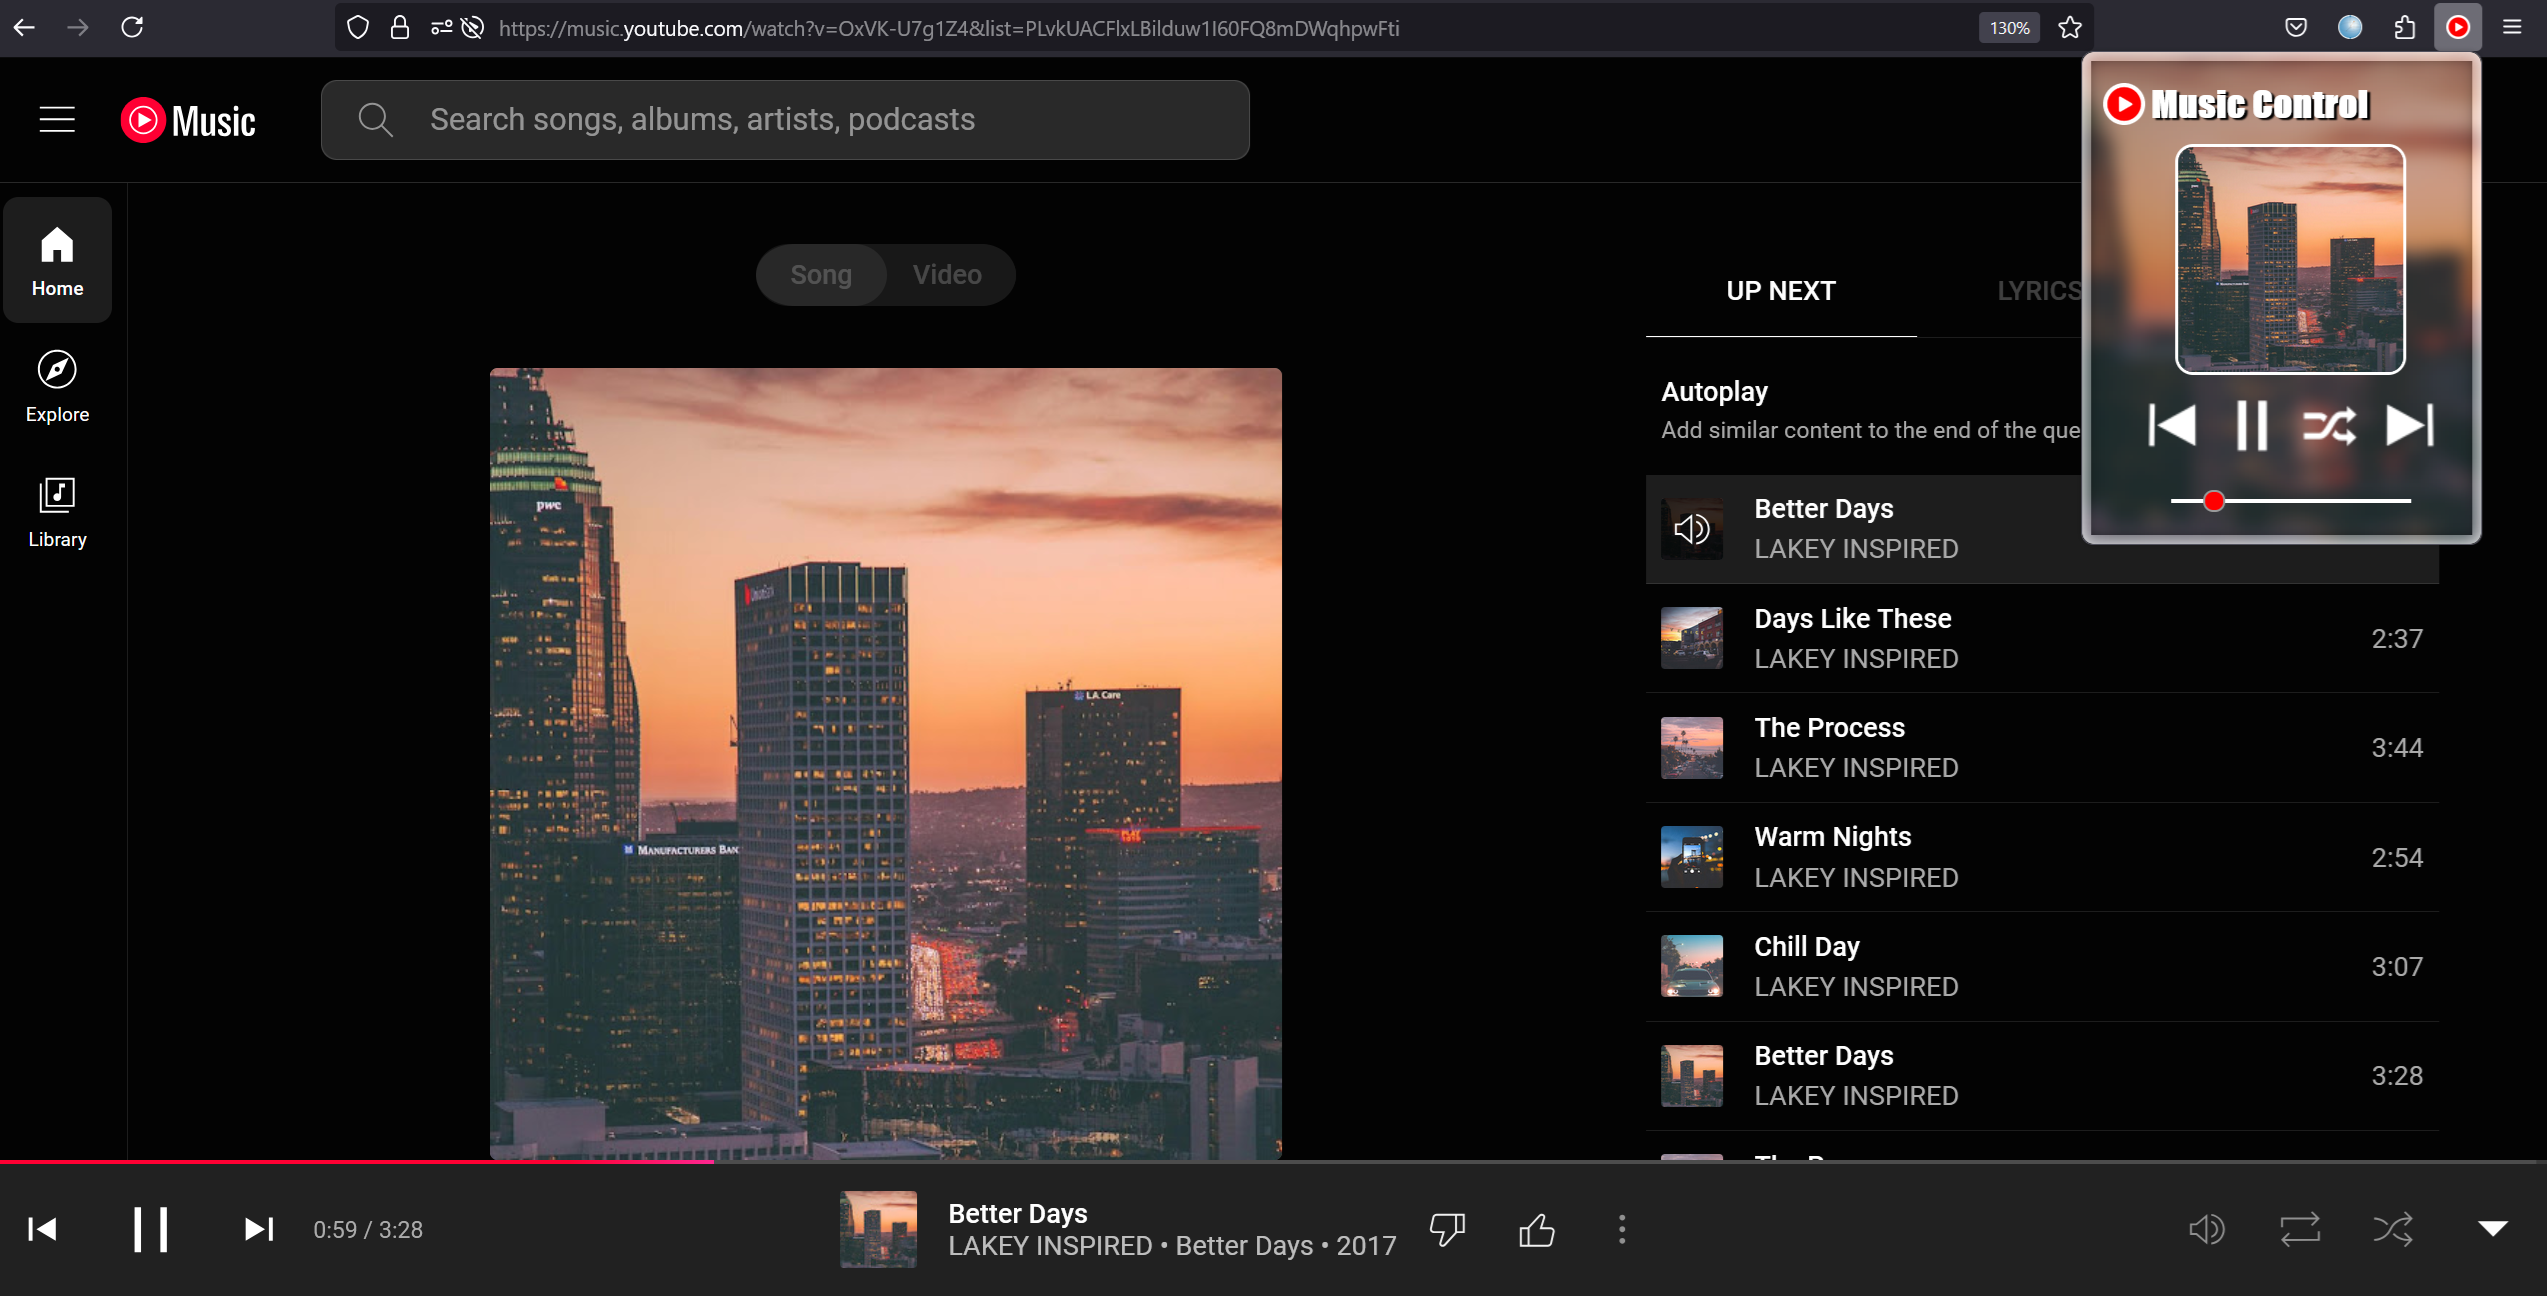 https://music.youtube.com/watch?v=OxVK-U7g1Z4&list=PLvkUACFlxLBilduw1I60FQ8mDWqhpwFti
130%
Music
Search songs, albums, artists, podcasts
Music Control
Home
Explore
Library
Song
Video
pwc
UnionBank
L.A. Care
MANUFACTURERS BAN
UP NEXT
LYRICS
Autoplay
Add similar content to the end of the que
Better Days
LAKEY INSPIRED
Days Like These
LAKEY INSPIRED
2:37
The Process
LAKEY INSPIRED
3:44
Warm Nights
LAKEY INSPIRED
2:54
Chill Day
LAKEY INSPIRED
3:07
Better Days
LAKEY INSPIRED
3:28
0:59 / 3:28
Better Days
LAKEY INSPIRED • Better Days • 2017